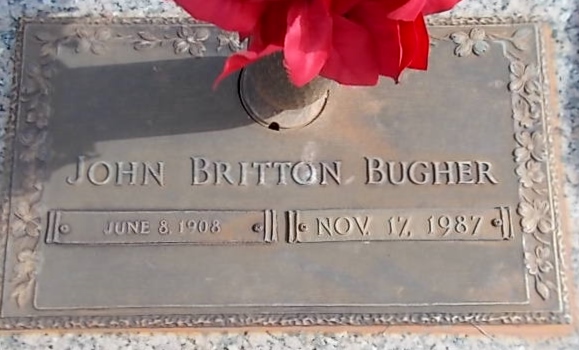 JOHN BRITTON BUGHER
JUNE 8, 1908 NOV. 17, 1987